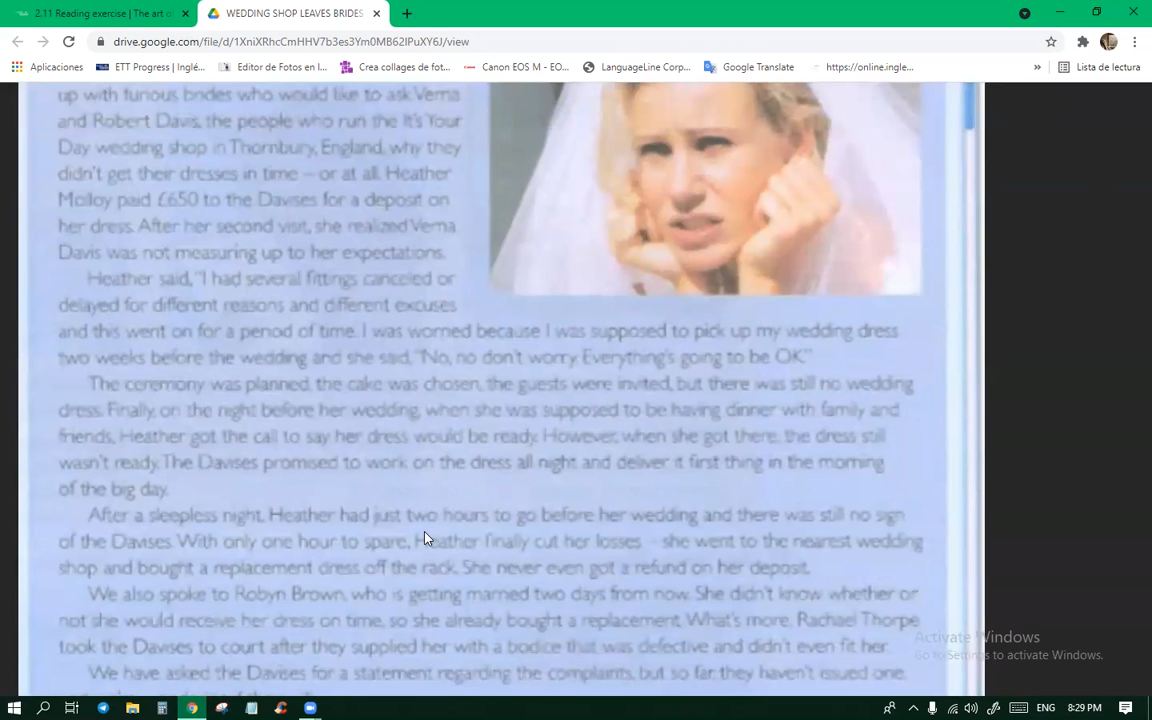 2.11 Reading exercise | The art of
WEDDING SHOP LEAVES BRIDES
drive.google.com/file/d/1XniXRhcCmHHV7b3es3Ym0MB62IPuXY6J/view
Aplicaciones
ETT Progress | Inglé...
Editor de Fotos en l...
Crea collages de fot...
Canon EOS M - EO...
LanguageLine Corp...
Google Translate
https://online.ingle...
»
Lista de lectura
up with furious brides who would like to ask Verna
and Robert Davis, the people who run the It's Your
Day wedding shop in Thornbury, England, why they
didn't get their dresses in time – or at all. Heather
Molloy paid £650 to the Davises for a deposit on
her dress. After her second visit, she realized Verna
Davis was not measuring up to her expectations.
Heather said, "I had several fittings canceled or
delayed for different reasons and different excuses
and this went on for a period of time. I was worried because I was supposed to pick up my wedding dress
two weeks before the wedding and she said, "No, no don't worry. Everything's going to be OK."
The ceremony was planned, the cake was chosen, the guests were invited, but there was still no wedding
dress. Finally, on the night before her wedding, when she was supposed to be having dinner with family and
friends, Heather got the call to say her dress would be ready. However, when she got there, the dress still
wasn't ready. The Davises promised to work on the dress all night and deliver it first thing in the morning
of the big day.
After a sleepless night, Heather had just two hours to go before her wedding and there was still no sign
of the Davises. With only one hour to spare, Heather finally cut her losses – she went to the nearest wedding
shop and bought a replacement dress off the rack. She never even got a refund on her deposit.
We also spoke to Robyn Brown, who is getting married two days from now. She didn't know whether or
not she would receive her dress on time, so she already bought a replacement. What's more, Rachael Thorpe
took the Davises to court after they supplied her with a bodice that was defective and didn't even fit her.
We have asked the Davises for a statement regarding the complaints, but so far they haven't issued one,
Activate Windows
Go to Settings to activate Windows.
ENG
8:29 PM